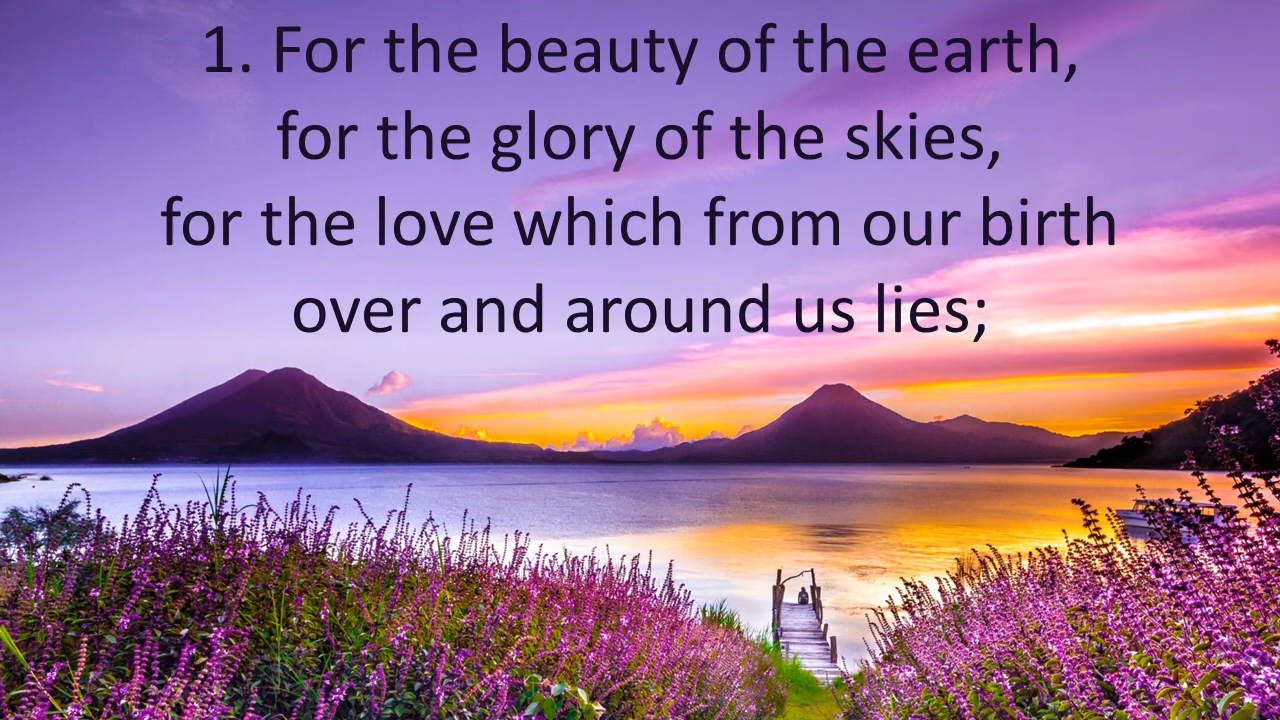 1. For the beauty of the earth,
for the glory of the skies,
for the love which from our birth
over and around us lies;